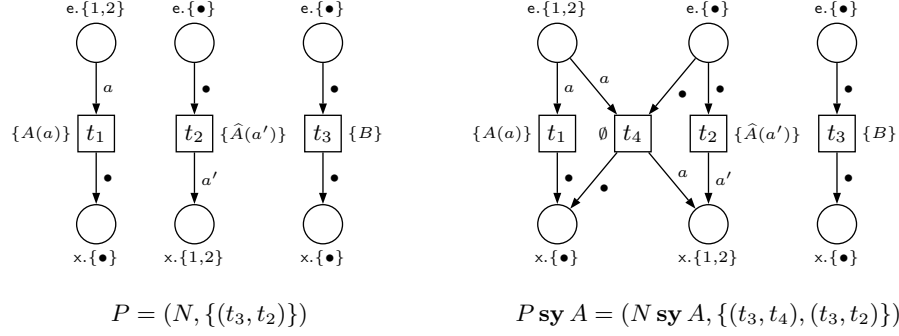 e.{1,2} e.{●} e.{●} e.{1,2} e.{●} e.{●}
a ● ● a a ● ● ●
{A(a)} t₁ t₂ {Â(a′)} t₃ {B} {A(a)} t₁ ∅ t₄ t₂ {Â(a′)} t₃ {B}
● a′ ● ● ● a a′ ●
x.{●} x.{1,2} x.{●} x.{●} x.{1,2} x.{●}
P = (N, {(t₃, t₂)}) P sy A = (N sy A, {(t₃, t₄), (t₃, t₂)})